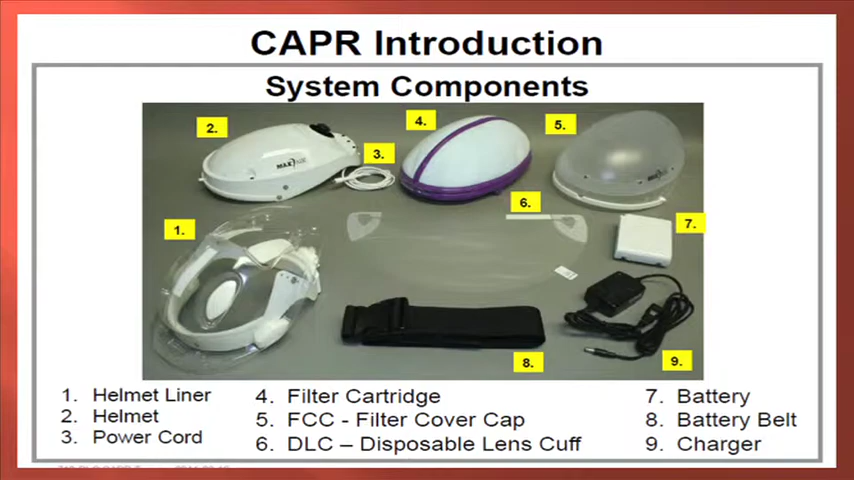 CAPR Introduction
System Components
2.
4.
5.
3.
MAXAIR
6.
1.
7.
8.
9.
1. Helmet Liner
2. Helmet
3. Power Cord
4. Filter Cartridge
5. FCC - Filter Cover Cap
6. DLC – Disposable Lens Cuff
7. Battery
8. Battery Belt
9. Charger